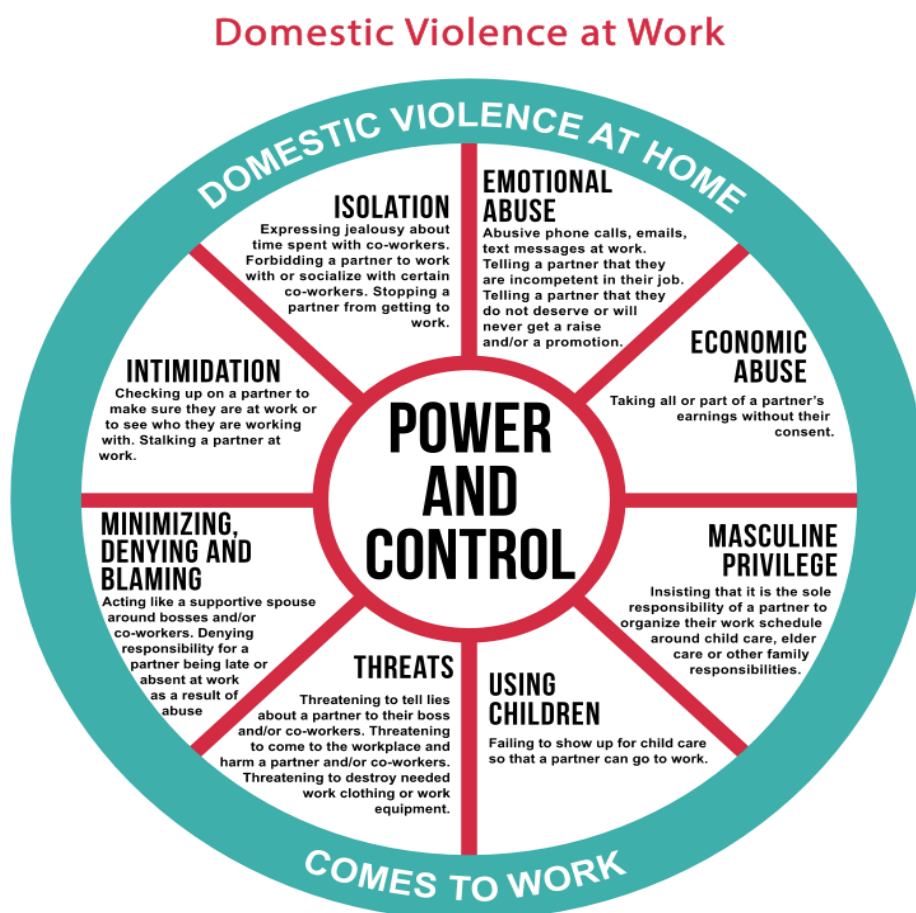 Domestic Violence at Work
DOMESTIC VIOLENCE AT HOME
ISOLATION
Expressing jealousy about
time spent with co-workers.
Forbidding a partner to work
with or socialize with certain
co-workers. Stopping a
partner from getting to
work.
EMOTIONAL
ABUSE
Abusive phone calls, emails,
text messages at work.
Telling a partner that they
are incompetent in their job.
Telling a partner that they
do not deserve or will
never get a raise
and/or a promotion.
ECONOMIC
ABUSE
Taking all or part of a partner's
earnings without their
consent.
MASCULINE
PRIVILEGE
Insisting that it is the sole
responsibility of a partner to
organize their work schedule
around child care, elder
care or other family
responsibilities.
USING
CHILDREN
Failing to show up for child care
so that a partner can go to work.
THREATS
Threatening to tell lies
about a partner to their boss
and/or co-workers. Threatening
to come to the workplace and
harm a partner and/or co-workers.
Threatening to destroy needed
work clothing or work
equipment.
MINIMIZING,
DENYING AND
BLAMING
Acting like a supportive spouse
around bosses and/or
co-workers. Denying
responsibility for a
partner being late or
absent at work
as a result of
abuse
INTIMIDATION
Checking up on a partner to
make sure they are at work or
to see who they are working
with. Stalking a partner at
work.
POWER
AND
CONTROL
COMES TO WORK